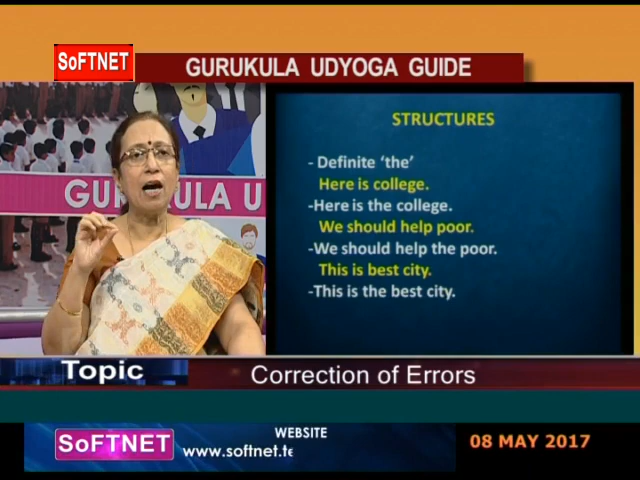 SoFTNET
GURUKULA UDYOGA GUIDE
STRUCTURES
- Definite ‘the’
Here is college.
-Here is the college.
We should help poor.
-We should help the poor.
This is best city.
-This is the best city.
Topic
Correction of Errors
SoFTNET
WEBSITE
www.softnet.te
08 MAY 2017